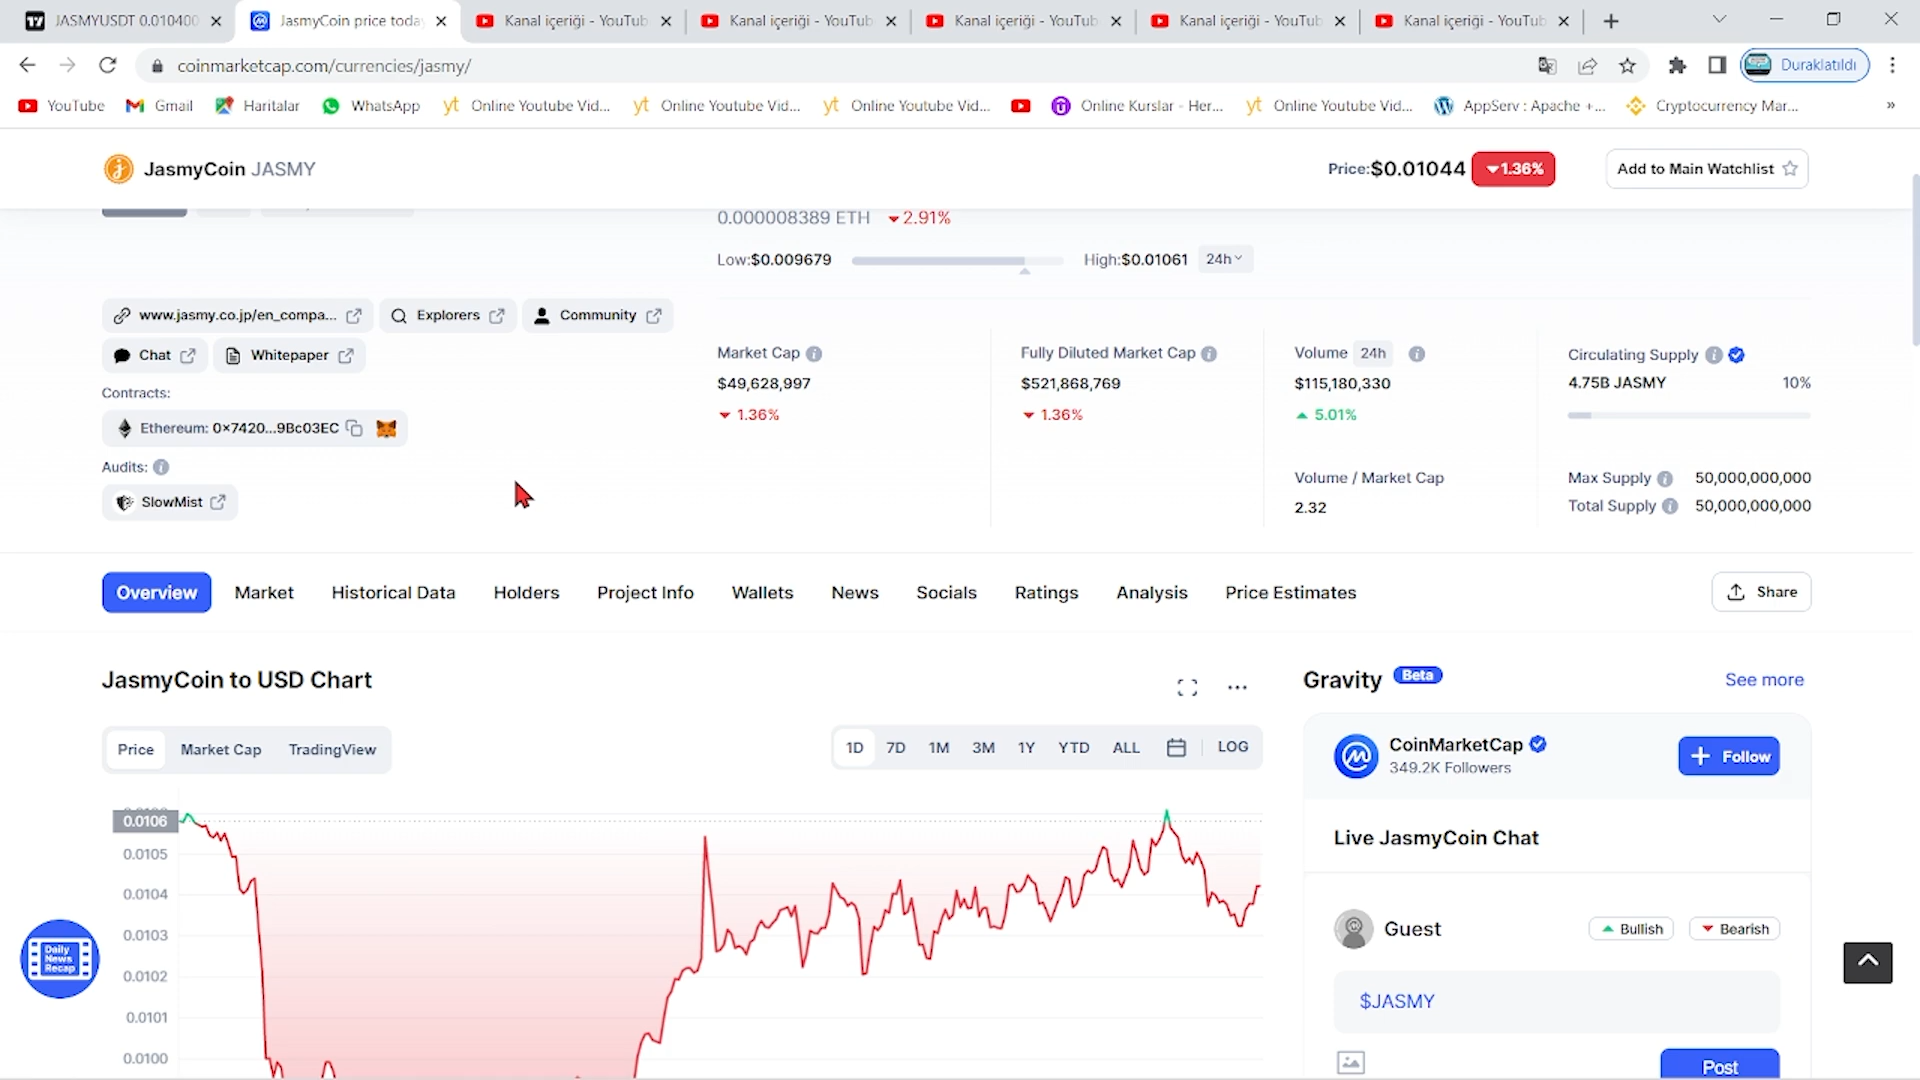 JASMYUSDT 0.010400
JasmyCoin price today
Kanal içeriği - YouTub
Kanal içeriği - YouTub
Kanal içeriği - YouTub
Kanal içeriği - YouTub
Kanal içeriği - YouTub
coinmarketcap.com/currencies/jasmy/
Duraklatıldı
YouTube
Gmail
Haritalar
WhatsApp
Online Youtube Vid...
Online Youtube Vid...
Online Youtube Vid...
Online Kurslar - Her...
Online Youtube Vid...
AppServ : Apache +...
Cryptocurrency Mar...
»
JasmyCoin JASMY
Price:$0.01044 1.36%
Add to Main Watchlist
0.000008389 ETH 2.91%
Low:$0.009679
High:$0.01061 24h
www.jasmy.co.jp/en_compa...
Explorers
Community
Chat
Whitepaper
Contracts:
Ethereum: 0x7420...9Bc03EC
Audits:
SlowMist
Market Cap
$49,628,997
1.36%
Fully Diluted Market Cap
$521,868,769
1.36%
Volume 24h
$115,180,330
5.01%
Volume / Market Cap
2.32
Circulating Supply
4.75B JASMY 10%
Max Supply 50,000,000,000
Total Supply 50,000,000,000
Overview
Market
Historical Data
Holders
Project Info
Wallets
News
Socials
Ratings
Analysis
Price Estimates
Share
JasmyCoin to USD Chart
Price
Market Cap
TradingView
1D 7D 1M 3M 1Y YTD ALL LOG
0.0106
0.0105
0.0104
0.0103
0.0102
0.0101
0.0100
Daily
News
Recap
Gravity Beta
See more
CoinMarketCap
349.2K Followers
+ Follow
Live JasmyCoin Chat
Guest
Bullish
Bearish
$JASMY
Post